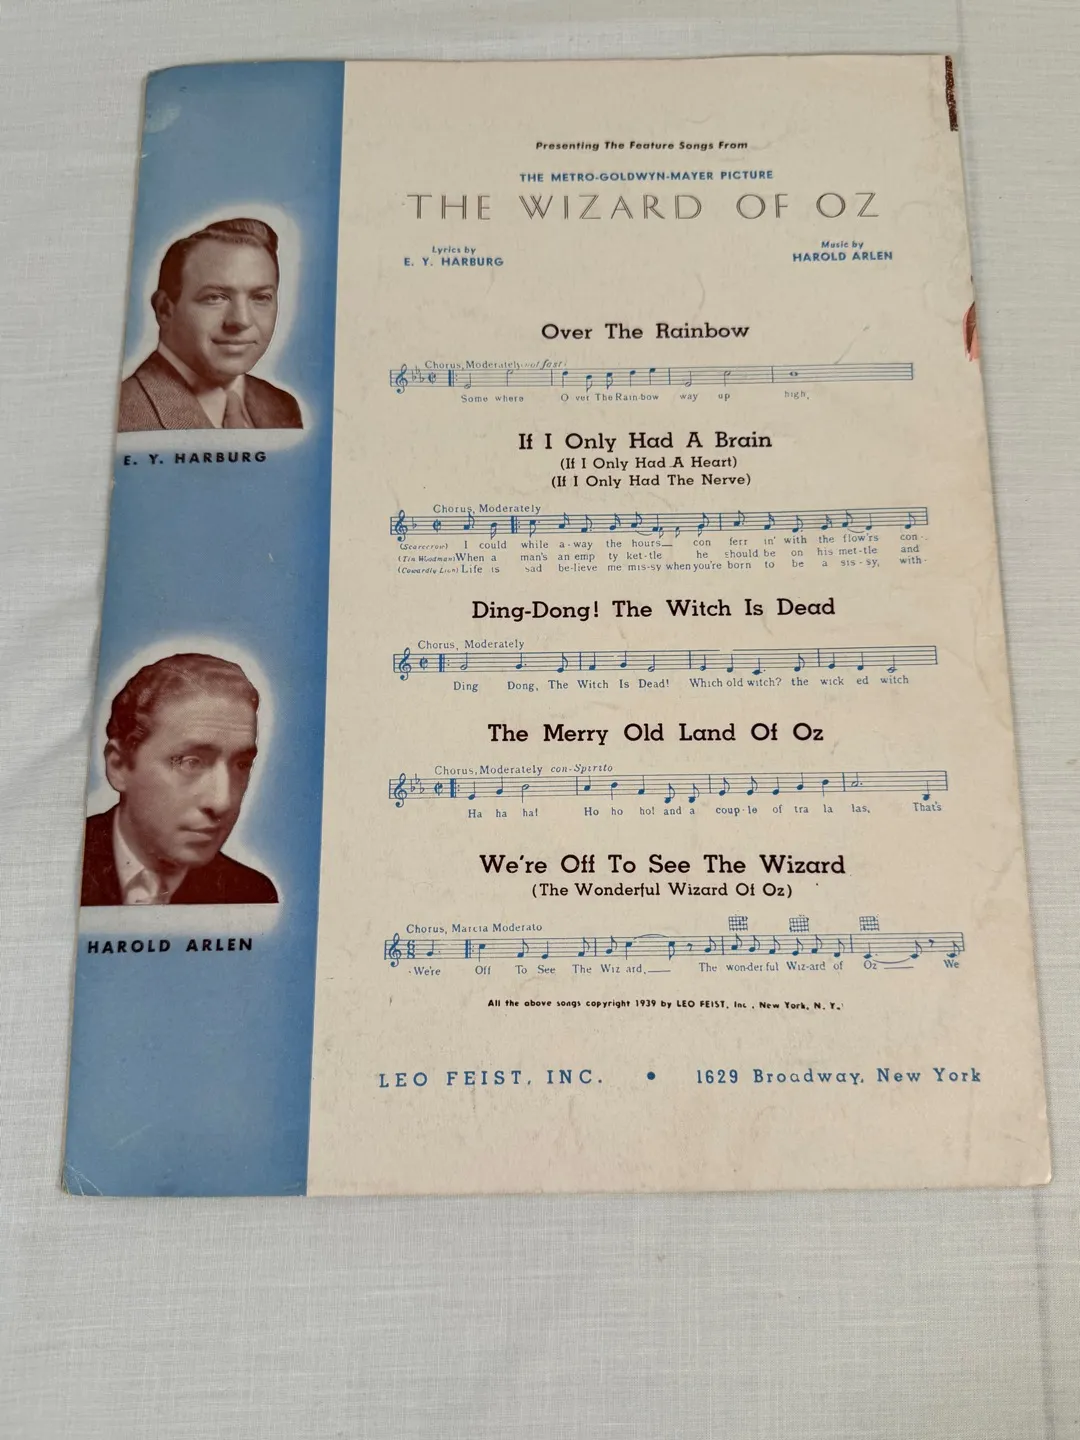 Presenting The Feature Songs From
THE METRO-GOLDWYN-MAYER PICTURE
THE WIZARD OF OZ
Lyrics by
E. Y. HARBURG
Music by
HAROLD ARLEN
E. Y. HARBURG
HAROLD ARLEN
Over The Rainbow
Chorus, Moderately not fast
Some where O ver The Rain-bow way up high,
If I Only Had A Brain
(If I Only Had A Heart)
(If I Only Had The Nerve)
Chorus, Moderately
(Scarecrow) I could while a-way the hours con ferr in' with the flow'rs con-
(Tin Woodman) When a man's an emp ty ket-tle he should be on his met-tle and
(Cowardly Lion) Life is sad be-lieve me mis-sy when you're born to be a sis-sy, with-
Ding-Dong! The Witch Is Dead
Chorus, Moderately
Ding Dong, The Witch Is Dead! Which old witch? the wick ed witch
The Merry Old Land Of Oz
Chorus, Moderately con-Spirito
Ha ha ha! Ho ho ho! and a coup-le of tra la las, That's
We're Off To See The Wizard
(The Wonderful Wizard Of Oz)
Chorus, Marcia Moderato
We're Off To See The Wiz ard, The won-der ful Wiz-ard of Oz We
All the above songs copyright 1939 by LEO FEIST, Inc., New York, N. Y.
LEO FEIST, INC. • 1629 Broadway, New York